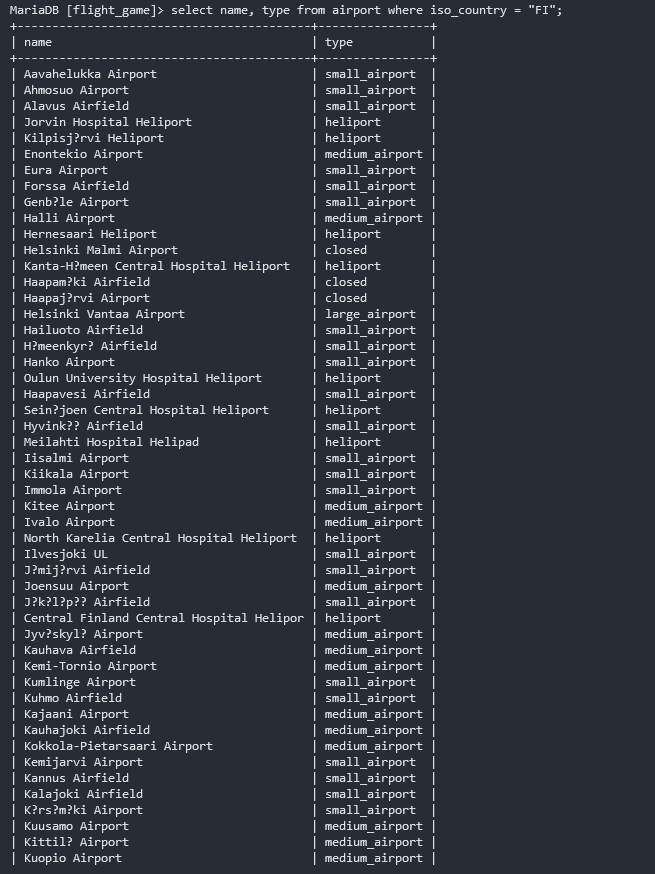 MariaDB [flight_game]> select name, type from airport where iso_country = "FI";
+-----------------------------------------+----------------+
| name                                    | type           |
+-----------------------------------------+----------------+
| Aavahelukka Airport                     | small_airport  |
| Ahmosuo Airport                         | small_airport  |
| Alavus Airfield                         | small_airport  |
| Jorvin Hospital Heliport                | heliport       |
| Kilpisj?rvi Heliport                    | heliport       |
| Enontekio Airport                       | medium_airport |
| Eura Airport                            | small_airport  |
| Forssa Airfield                         | small_airport  |
| Genb?le Airport                         | small_airport  |
| Halli Airport                           | medium_airport |
| Hernesaari Heliport                     | heliport       |
| Helsinki Malmi Airport                  | closed         |
| Kanta-H?meen Central Hospital Heliport  | heliport       |
| Haapam?ki Airfield                      | closed         |
| Haapaj?rvi Airport                      | closed         |
| Helsinki Vantaa Airport                 | large_airport  |
| Hailuoto Airfield                       | small_airport  |
| H?meenkyr? Airfield                     | small_airport  |
| Hanko Airport                           | small_airport  |
| Oulun University Hospital Heliport      | heliport       |
| Haapavesi Airfield                      | small_airport  |
| Sein?joen Central Hospital Heliport     | heliport       |
| Hyvink?? Airfield                       | small_airport  |
| Meilahti Hospital Helipad               | heliport       |
| Iisalmi Airport                         | small_airport  |
| Kiikala Airport                         | small_airport  |
| Immola Airport                          | small_airport  |
| Kitee Airport                           | medium_airport |
| Ivalo Airport                           | medium_airport |
| North Karelia Central Hospital Heliport | heliport       |
| Ilvesjoki UL                            | small_airport  |
| J?mij?rvi Airfield                      | small_airport  |
| Joensuu Airport                         | medium_airport |
| J?k?l?p?? Airfield                      | small_airport  |
| Central Finland Central Hospital Helipor | heliport       |
| Jyv?skyl? Airport                       | medium_airport |
| Kauhava Airfield                        | medium_airport |
| Kemi-Tornio Airport                     | medium_airport |
| Kumlinge Airport                        | small_airport  |
| Kuhmo Airfield                          | small_airport  |
| Kajaani Airport                         | medium_airport |
| Kauhajoki Airfield                      | medium_airport |
| Kokkola-Pietarsaari Airport             | medium_airport |
| Kemijarvi Airport                       | small_airport  |
| Kannus Airfield                         | small_airport  |
| Kalajoki Airfield                       | small_airport  |
| K?rs?m?ki Airport                       | small_airport  |
| Kuusamo Airport                         | medium_airport |
| Kittil? Airport                         | medium_airport |
| Kuopio Airport                          | medium_airport |